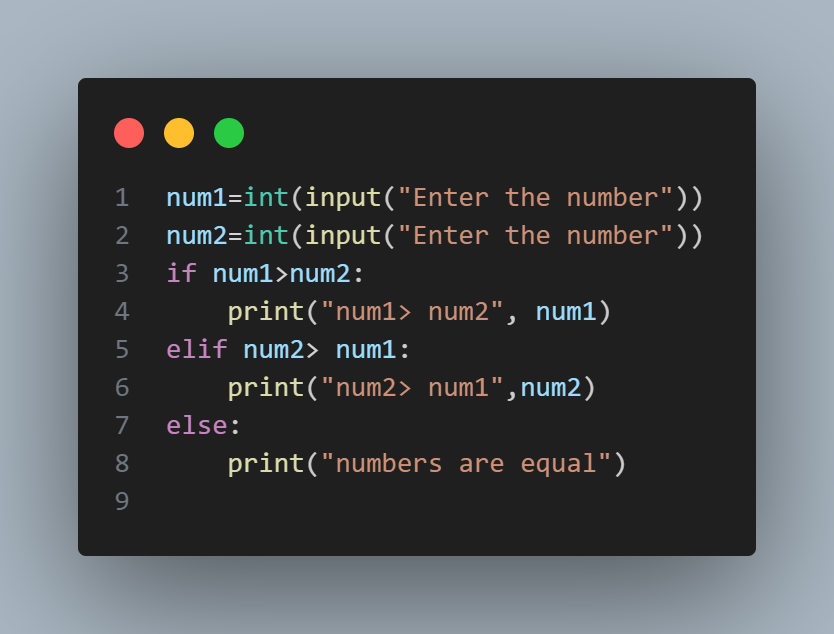 1 num1=int(input("Enter the number"))
2 num2=int(input("Enter the number"))
3 if num1>num2:
4     print("num1> num2", num1)
5 elif num2> num1:
6     print("num2> num1",num2)
7 else:
8     print("numbers are equal")
9